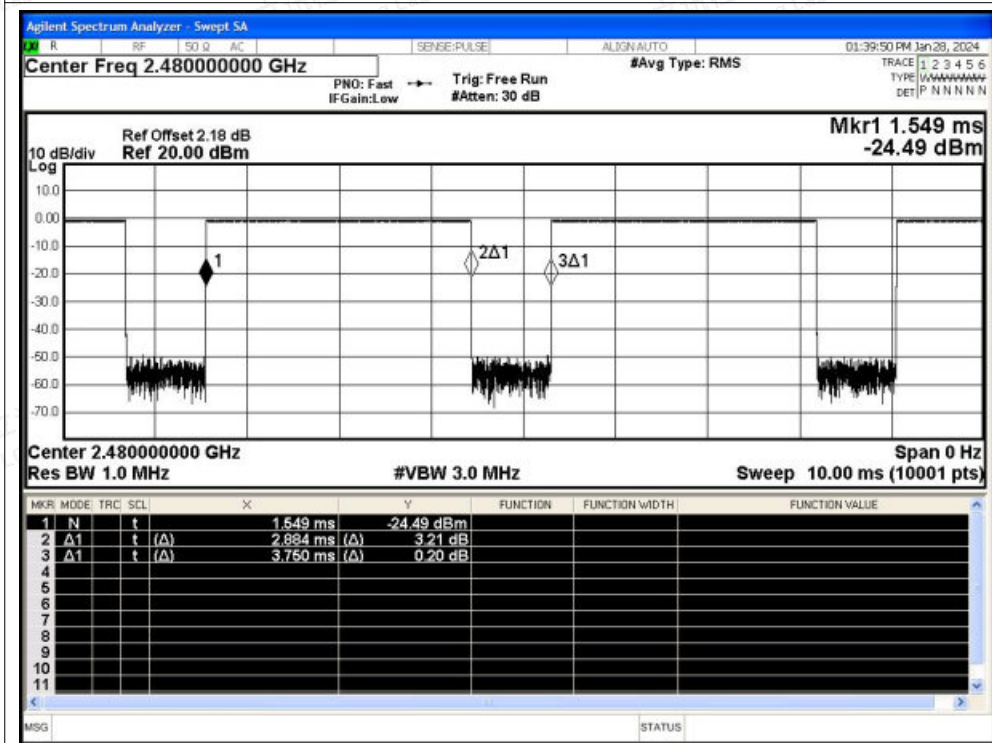 Agilent Spectrum Analyzer - Swept SA
LXI R RF 50 Ω AC SENSE:PULSE ALIGN AUTO 01:39:50 PM Jan 28, 2024
Center Freq 2.480000000 GHz
PNO: Fast
IFGain:Low
Trig: Free Run
#Atten: 30 dB
#Avg Type: RMS
TRACE 1 2 3 4 5 6
TYPE
DET P N N N N N
Mkr1 1.549 ms
-24.49 dBm
Ref Offset 2.18 dB
10 dB/div Ref 20.00 dBm
Log
10.0
0.00
-10.0
-20.0
-30.0
-40.0
-50.0
-60.0
-70.0
1
2Δ1
3Δ1
Center 2.480000000 GHz Span 0 Hz
Res BW 1.0 MHz #VBW 3.0 MHz Sweep 10.00 ms (10001 pts)
MKR MODE TRC SCL X Y FUNCTION FUNCTION WIDTH FUNCTION VALUE
1 N t 1.549 ms -24.49 dBm
2 Δ1 t (Δ) 2.884 ms (Δ) 3.21 dB
3 Δ1 t (Δ) 3.750 ms (Δ) 0.20 dB
4
5
6
7
8
9
10
11
MSG STATUS